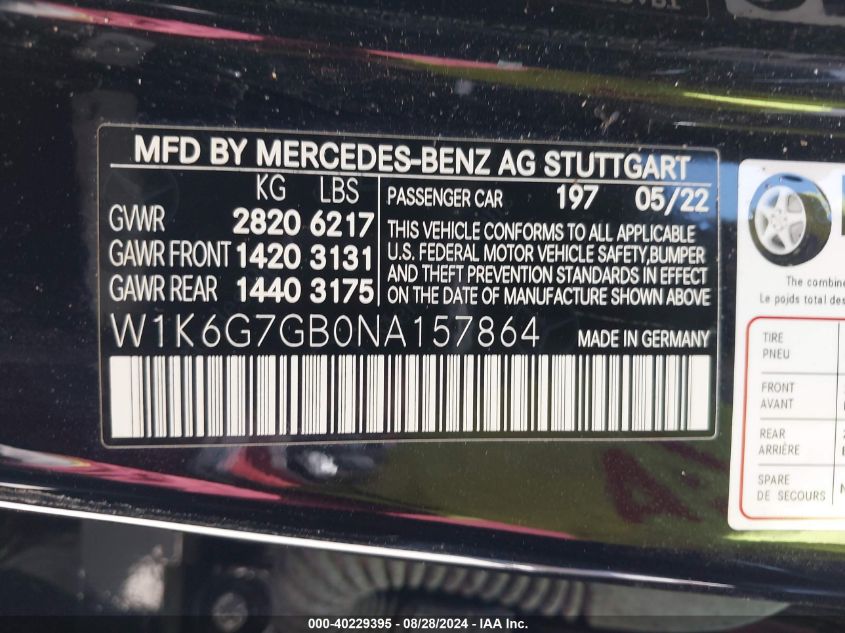 MFD BY MERCEDES-BENZ AG STUTTGART
KG LBS
GVWR 2820 6217
GAWR FRONT 1420 3131
GAWR REAR 1440 3175
PASSENGER CAR 197 05/22
THIS VEHICLE CONFORMS TO ALL APPLICABLE
U.S. FEDERAL MOTOR VEHICLE SAFETY,BUMPER
AND THEFT PREVENTION STANDARDS IN EFFECT
ON THE DATE OF MANUFACTURE SHOWN ABOVE
W1K6G7GB0NA157864 MADE IN GERMANY
The combine
Le pojds total des
TIRE
PNEU
FRONT
AVANT
REAR
ARRIÈRE
SPARE
DE SECOURS
000-40229395 - 08/28/2024 - IAA Inc.